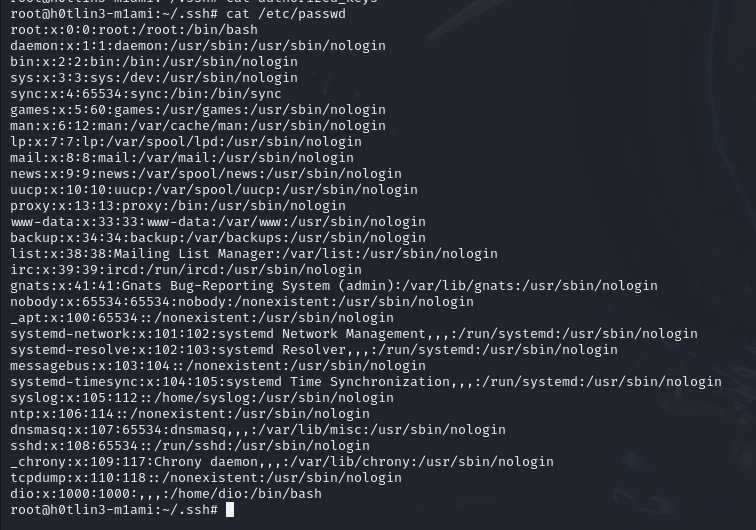 root@h0tlin3-m1ami:~/.ssh# cat authorized_keys
root@h0tlin3-m1ami:~/.ssh# cat /etc/passwd
root:x:0:0:root:/root:/bin/bash
daemon:x:1:1:daemon:/usr/sbin:/usr/sbin/nologin
bin:x:2:2:bin:/bin:/usr/sbin/nologin
sys:x:3:3:sys:/dev:/usr/sbin/nologin
sync:x:4:65534:sync:/bin:/bin/sync
games:x:5:60:games:/usr/games:/usr/sbin/nologin
man:x:6:12:man:/var/cache/man:/usr/sbin/nologin
lp:x:7:7:lp:/var/spool/lpd:/usr/sbin/nologin
mail:x:8:8:mail:/var/mail:/usr/sbin/nologin
news:x:9:9:news:/var/spool/news:/usr/sbin/nologin
uucp:x:10:10:uucp:/var/spool/uucp:/usr/sbin/nologin
proxy:x:13:13:proxy:/bin:/usr/sbin/nologin
www-data:x:33:33:www-data:/var/www:/usr/sbin/nologin
backup:x:34:34:backup:/var/backups:/usr/sbin/nologin
list:x:38:38:Mailing List Manager:/var/list:/usr/sbin/nologin
irc:x:39:39:ircd:/run/ircd:/usr/sbin/nologin
gnats:x:41:41:Gnats Bug-Reporting System (admin):/var/lib/gnats:/usr/sbin/nologin
nobody:x:65534:65534:nobody:/nonexistent:/usr/sbin/nologin
_apt:x:100:65534::/nonexistent:/usr/sbin/nologin
systemd-network:x:101:102:systemd Network Management,,,:/run/systemd:/usr/sbin/nologin
systemd-resolve:x:102:103:systemd Resolver,,,:/run/systemd:/usr/sbin/nologin
messagebus:x:103:104::/nonexistent:/usr/sbin/nologin
systemd-timesync:x:104:105:systemd Time Synchronization,,,:/run/systemd:/usr/sbin/nologin
syslog:x:105:112::/home/syslog:/usr/sbin/nologin
ntp:x:106:114::/nonexistent:/usr/sbin/nologin
dnsmasq:x:107:65534:dnsmasq,,,:/var/lib/misc:/usr/sbin/nologin
sshd:x:108:65534::/run/sshd:/usr/sbin/nologin
_chrony:x:109:117:Chrony daemon,,,:/var/lib/chrony:/usr/sbin/nologin
tcpdump:x:110:118::/nonexistent:/usr/sbin/nologin
dio:x:1000:1000:,,,:/home/dio:/bin/bash
root@h0tlin3-m1ami:~/.ssh#